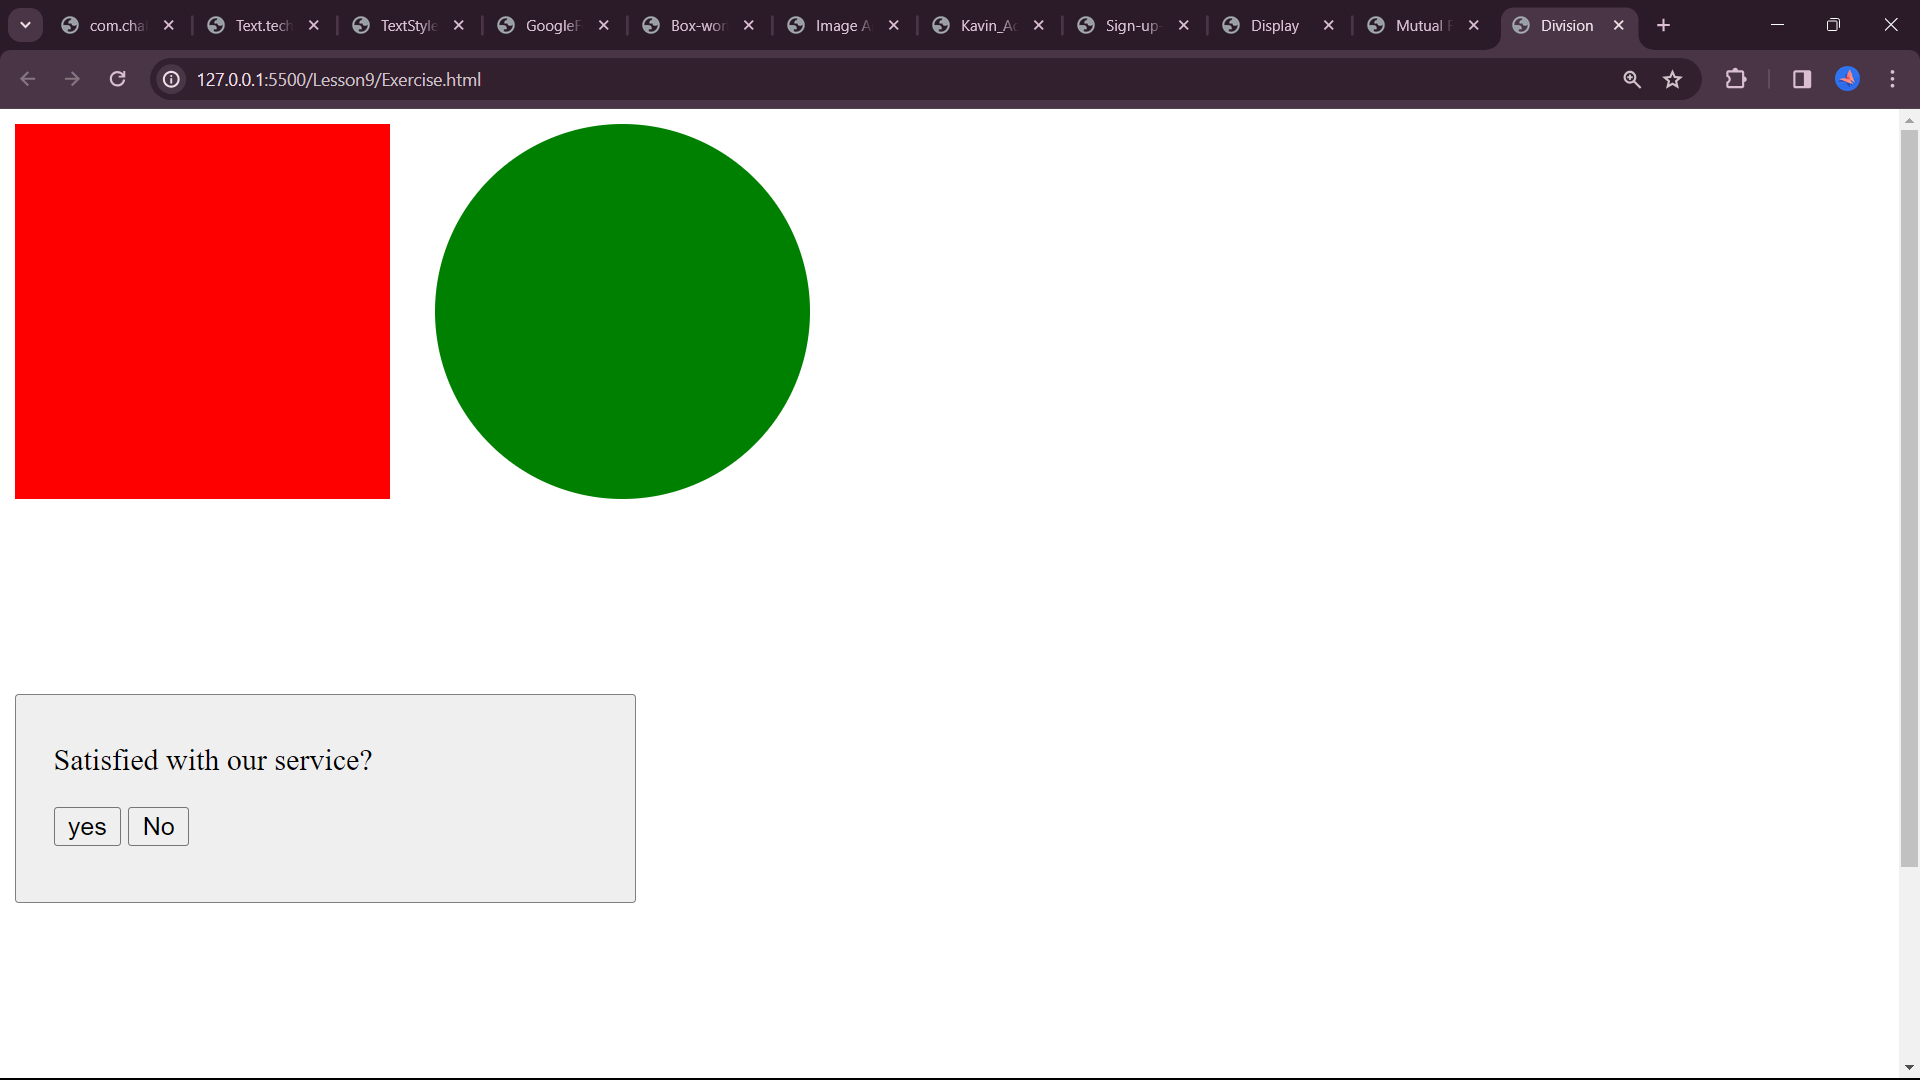 com.cha
Text.tech
TextStyle
GoogleF
Box-wor
Image A
Kavin_Ac
Sign-up-
Display
Mutual F
Division
127.0.0.1:5500/Lesson9/Exercise.html
Satisfied with our service?
yes No